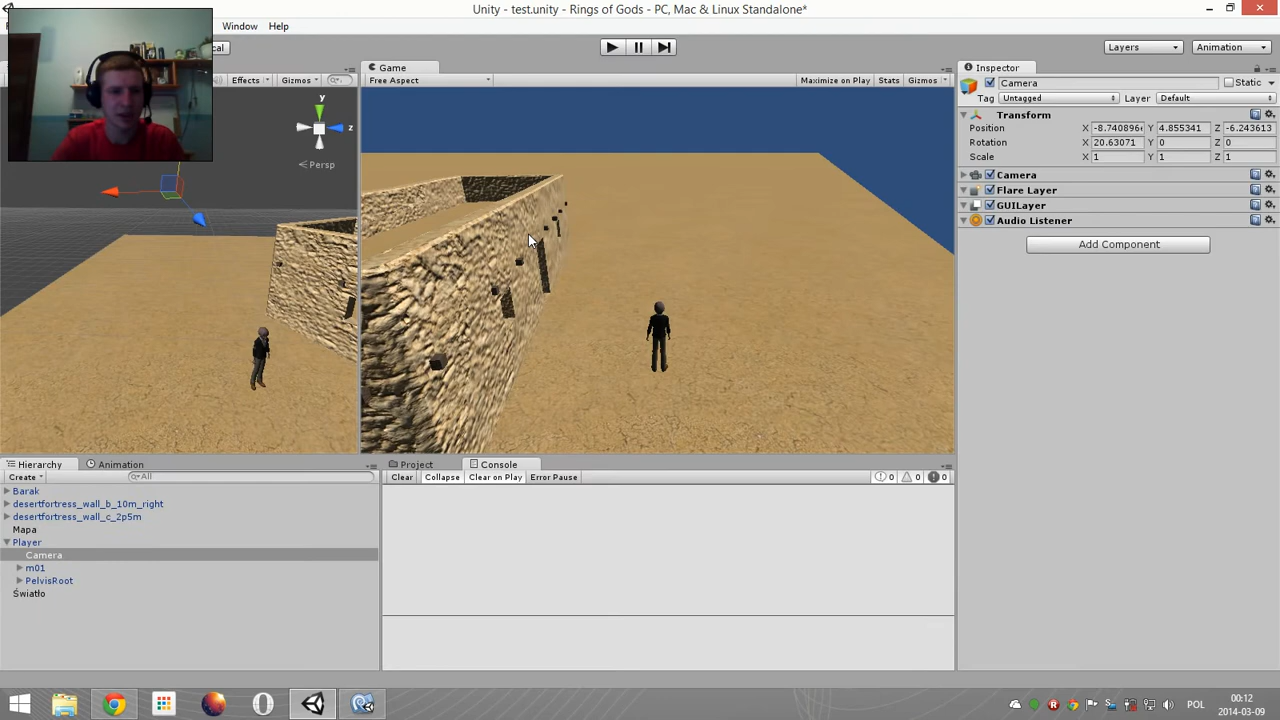 Unity - test.unity - Rings of Gods - PC, Mac & Linux Standalone*
Window Help
Layers Animation
Effects Gizmos
Game
Free Aspect Maximize on Play Stats Gizmos
y
z
Persp
Inspector
Camera Static
Tag Untagged Layer Default
Transform
Position X -8.740896 Y 4.855341 Z -6.243613
Rotation X 20.63071 Y 0 Z 0
Scale X 1 Y 1 Z 1
Camera
Flare Layer
GUILayer
Audio Listener
Add Component
Hierarchy Animation
Create All
Barak
desertfortress_wall_b_10m_right
desertfortress_wall_c_2p5m
Mapa
Player
Camera
m01
PelvisRoot
Światło
Project Console
Clear Collapse Clear on Play Error Pause 0 0 0
POL
00:12
2014-03-09